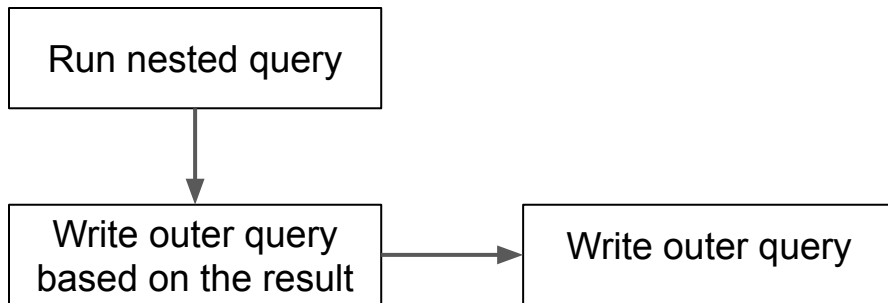 Run nested query
Write outer query
based on the result
Write outer query